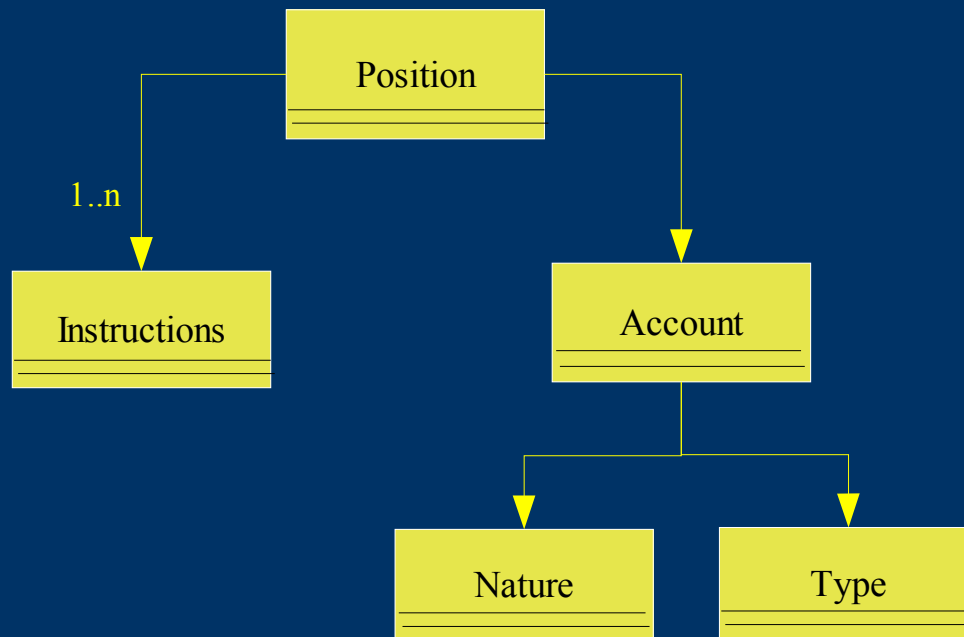 Position
1..n
Instructions
Account
Nature
Type